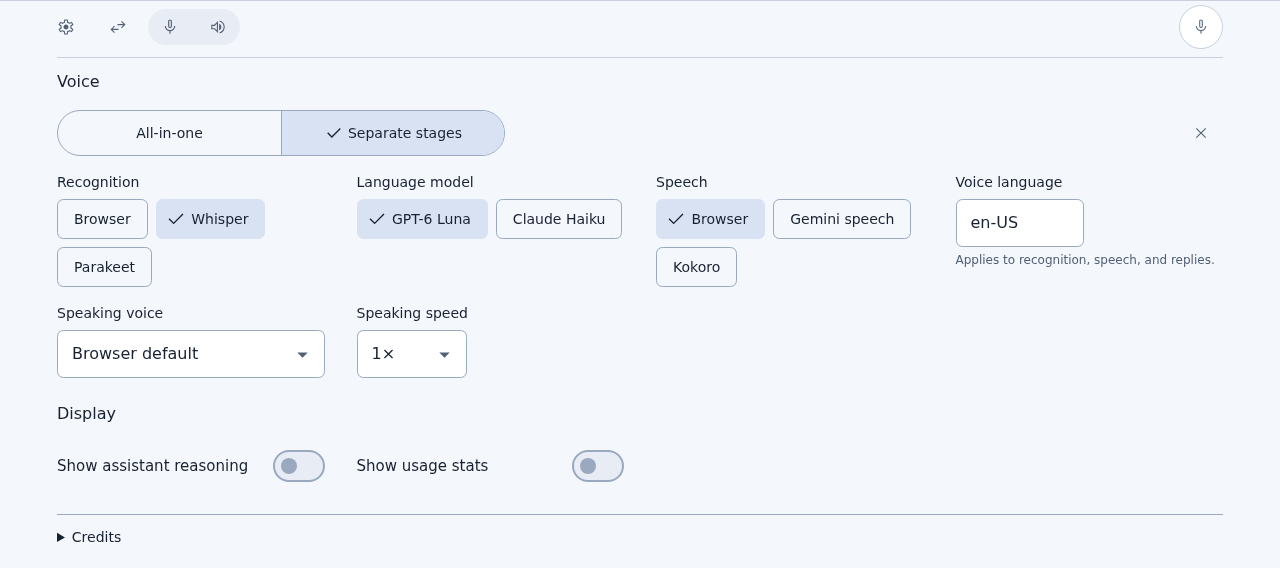 Voice
All-in-one
Separate stages
Recognition
Browser
Whisper
Parakeet
Language model
GPT-6 Luna
Claude Haiku
Speech
Browser
Gemini speech
Kokoro
Voice language
en-US
Applies to recognition, speech, and replies.
Speaking voice
Browser default
Speaking speed
1×
Display
Show assistant reasoning
Show usage stats
Credits